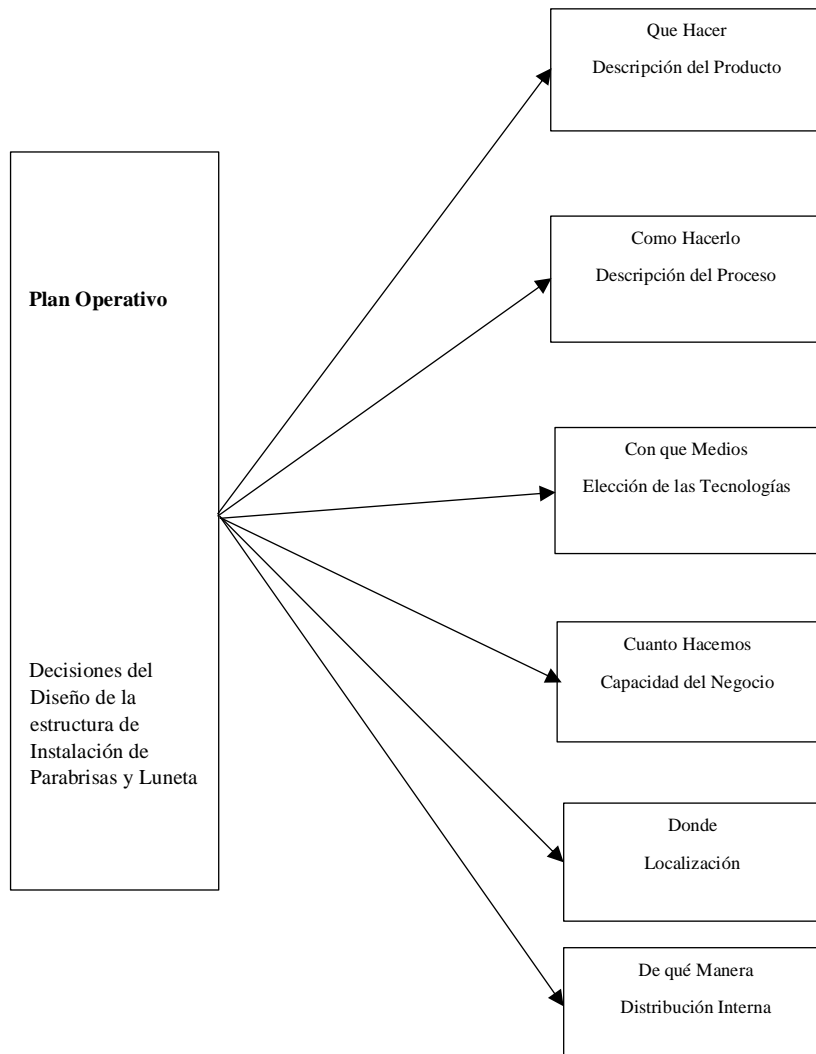 Plan Operativo
Decisiones del
Diseño de la
estructura de
Instalación de
Parabrisas y Luneta
Que Hacer
Descripción del Producto
Como Hacerlo
Descripción del Proceso
Con que Medios
Elección de las Tecnologías
Cuanto Hacemos
Capacidad del Negocio
Donde
Localización
De qué Manera
Distribución Interna